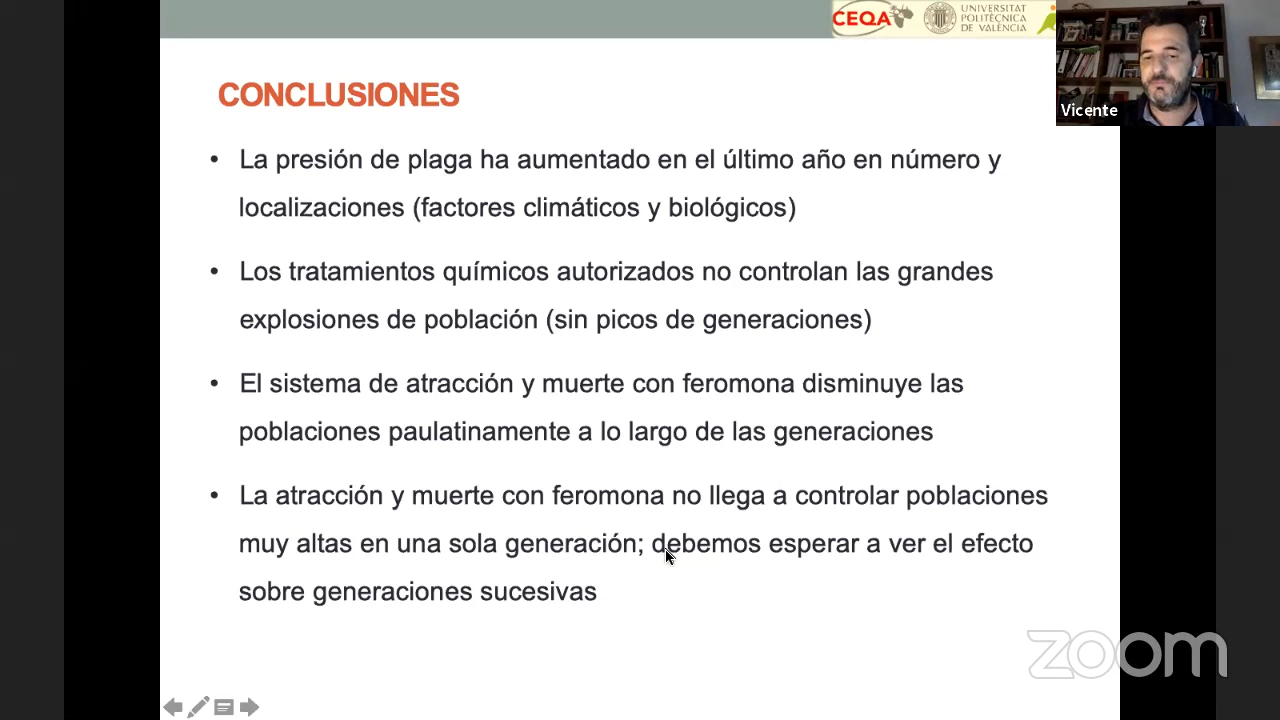 CEQA
UNIVERSITAT
POLITÈCNICA
DE VALÈNCIA
Vicente
CONCLUSIONES
• La presión de plaga ha aumentado en el último año en número y
localizaciones (factores climáticos y biológicos)
• Los tratamientos químicos autorizados no controlan las grandes
explosiones de población (sin picos de generaciones)
• El sistema de atracción y muerte con feromona disminuye las
poblaciones paulatinamente a lo largo de las generaciones
• La atracción y muerte con feromona no llega a controlar poblaciones
muy altas en una sola generación; debemos esperar a ver el efecto
sobre generaciones sucesivas
zoom